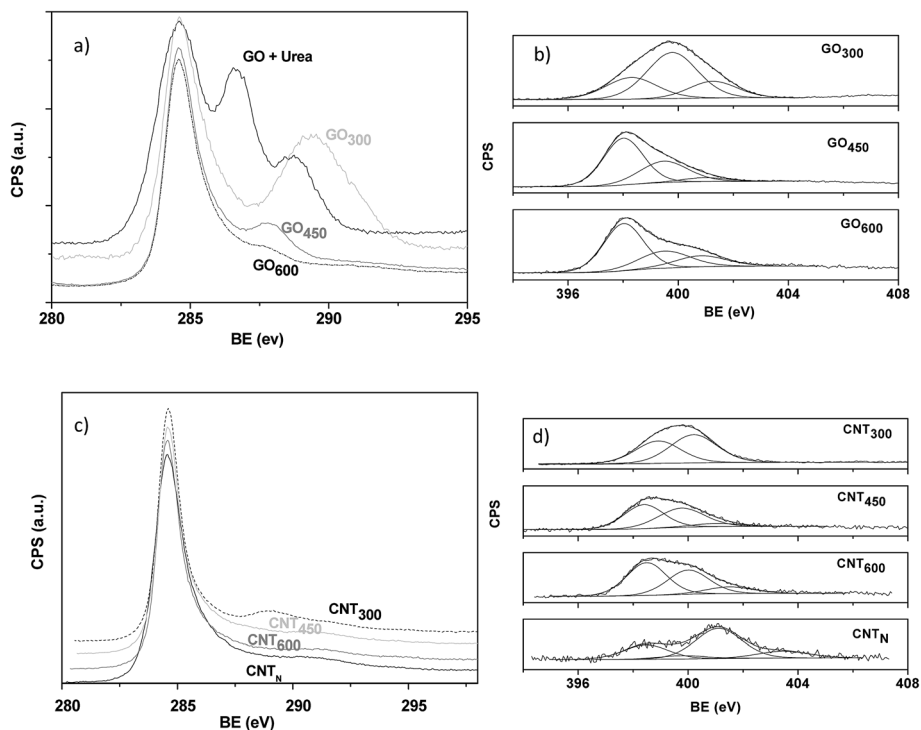 a)
GO + Urea
GO300
GO450
GO600
CPS (a.u.)
280 285 290 295
BE (ev)
b)
GO300
GO450
GO600
CPS
396 400 404 408
BE (eV)
c)
CNT300
CNT450
CNT600
CNTN
CPS (a.u.)
280 285 290 295
BE (eV)
d)
CNT300
CNT450
CNT600
CNTN
CPS
396 400 404 408
BE (eV)